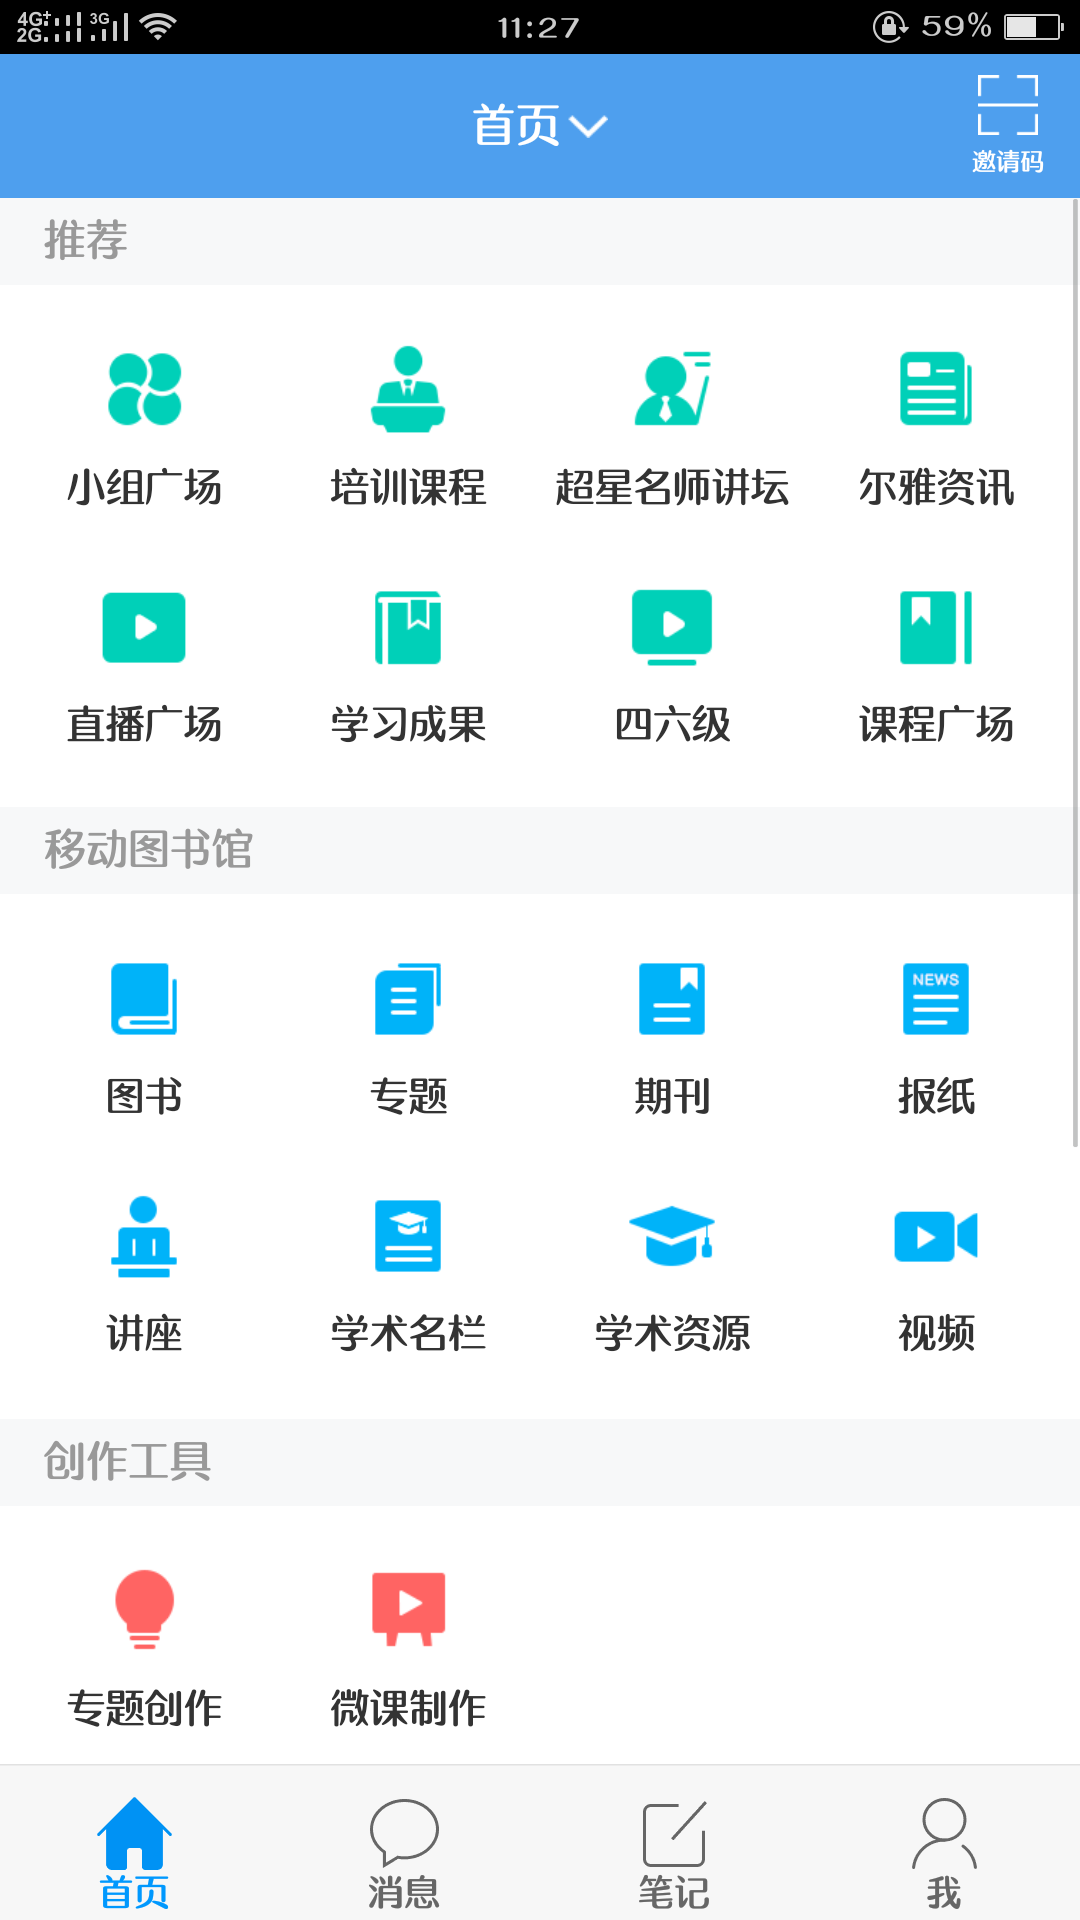 4G+ 2G 3G 11:27 59%
首页
邀请码
推荐
小组广场 培训课程 超星名师讲坛 尔雅资讯
直播广场 学习成果 四六级 课程广场
移动图书馆
NEWS
图书 专题 期刊 报纸
讲座 学术名栏 学术资源 视频
创作工具
专题创作 微课制作
首页 消息 笔记 我